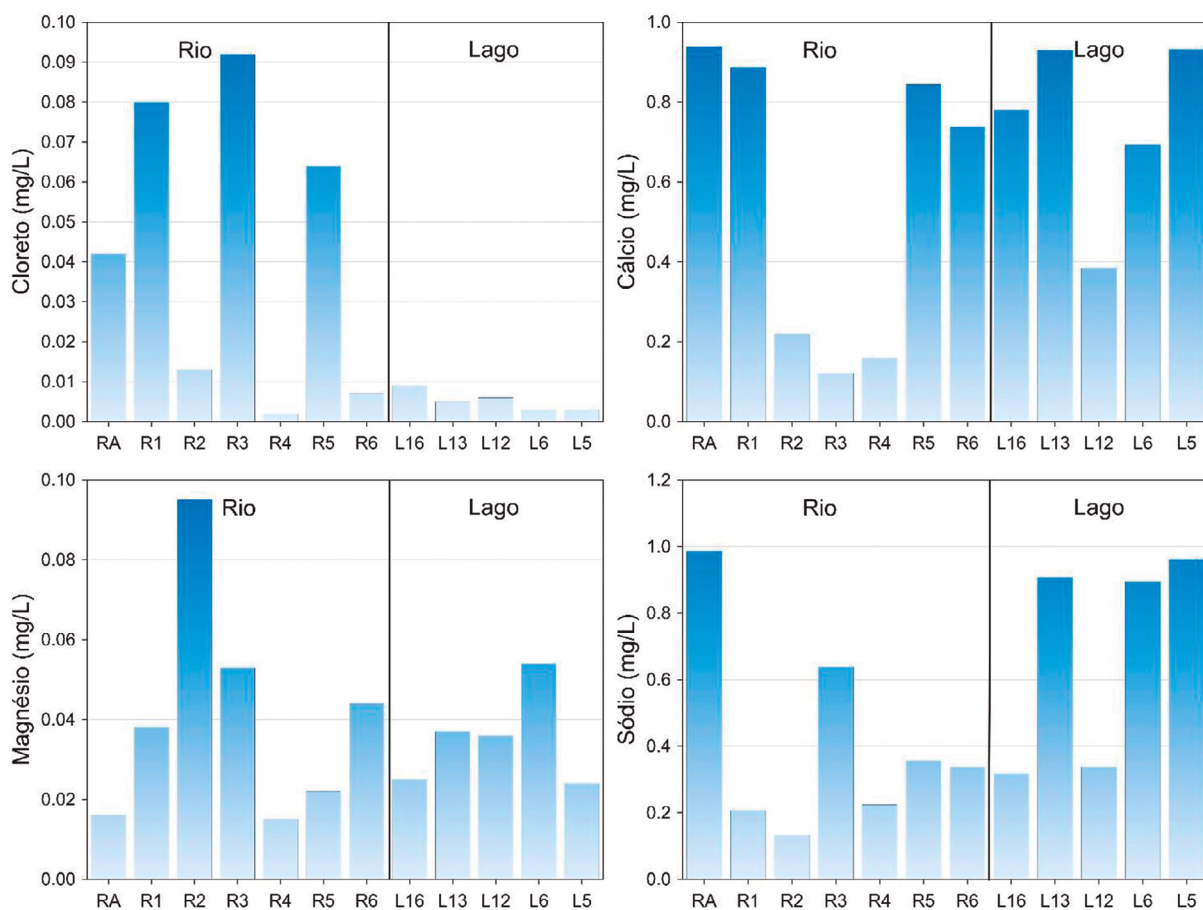 Cloreto (mg/L)
0.10
0.09
0.08
0.07
0.06
0.05
0.04
0.03
0.02
0.01
0.00
Rio
Lago
RA R1 R2 R3 R4 R5 R6 L16 L13 L12 L6 L5
Cálcio (mg/L)
1.0
0.8
0.6
0.4
0.2
0.0
Rio
Lago
RA R1 R2 R3 R4 R5 R6 L16 L13 L12 L6 L5
Magnésio (mg/L)
0.10
0.08
0.06
0.04
0.02
0.00
Rio
Lago
RA R1 R2 R3 R4 R5 R6 L16 L13 L12 L6 L5
Sódio (mg/L)
1.2
1.0
0.8
0.6
0.4
0.2
0.0
Rio
Lago
RA R1 R2 R3 R4 R5 R6 L16 L13 L12 L6 L5